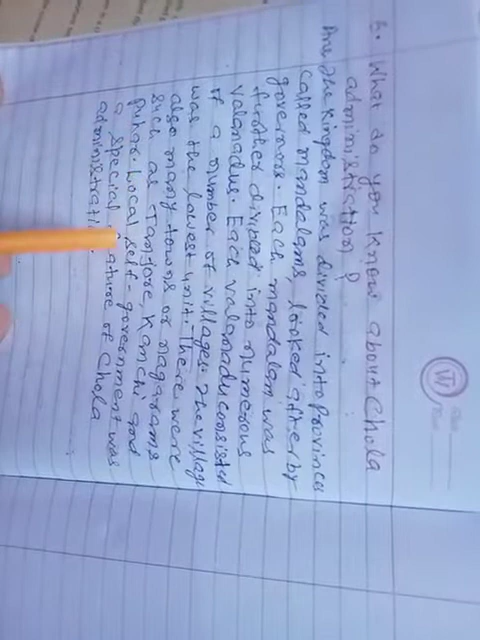 6. What do you know about Chola
administration ?
Ans. The kingdom was divided into provinces
called mandalams, looked after by
governors. Each mandalam was
further divided into numerous
valanadus. Each valanadu consisted
of a number of villages. The village
was the lowest unit. There were
also many towns or nagarams
such as Tanjore, Kanchi and
Puhar. Local self-government was
a special of Chola